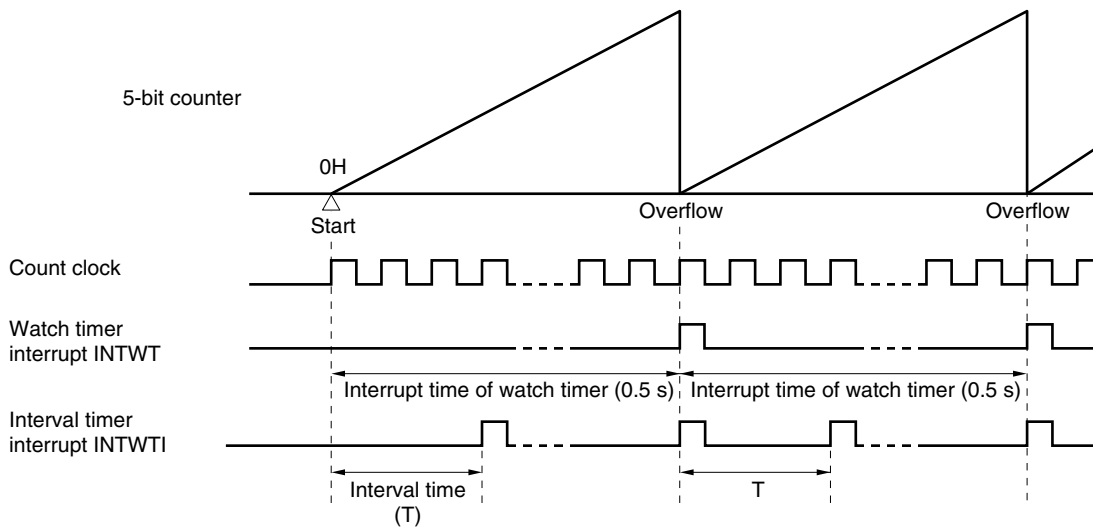 5-bit counter
0H
Start
Overflow
Overflow
Count clock
Watch timer
interrupt INTWT
Interrupt time of watch timer (0.5 s)
Interrupt time of watch timer (0.5 s)
Interval timer
interrupt INTWTI
Interval time
(T)
T